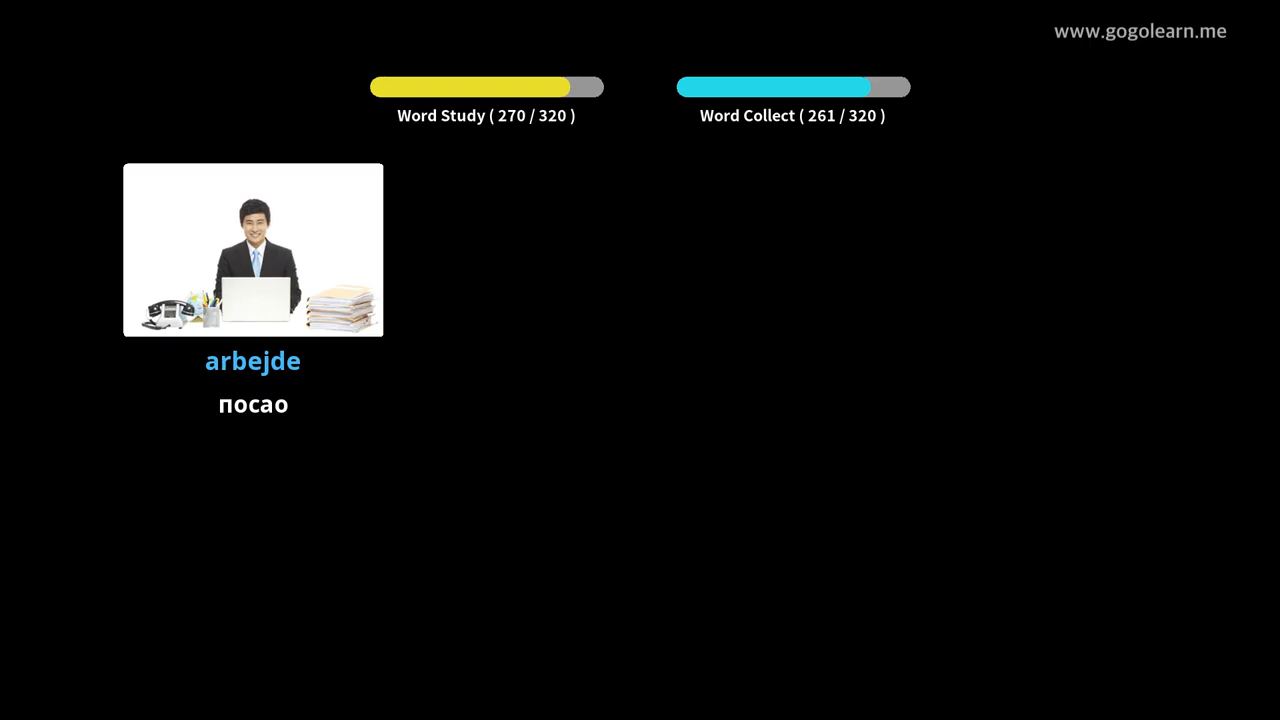 www.gogolearn.me
Word Study ( 270 / 320 )
Word Collect ( 261 / 320 )
arbejde
посао